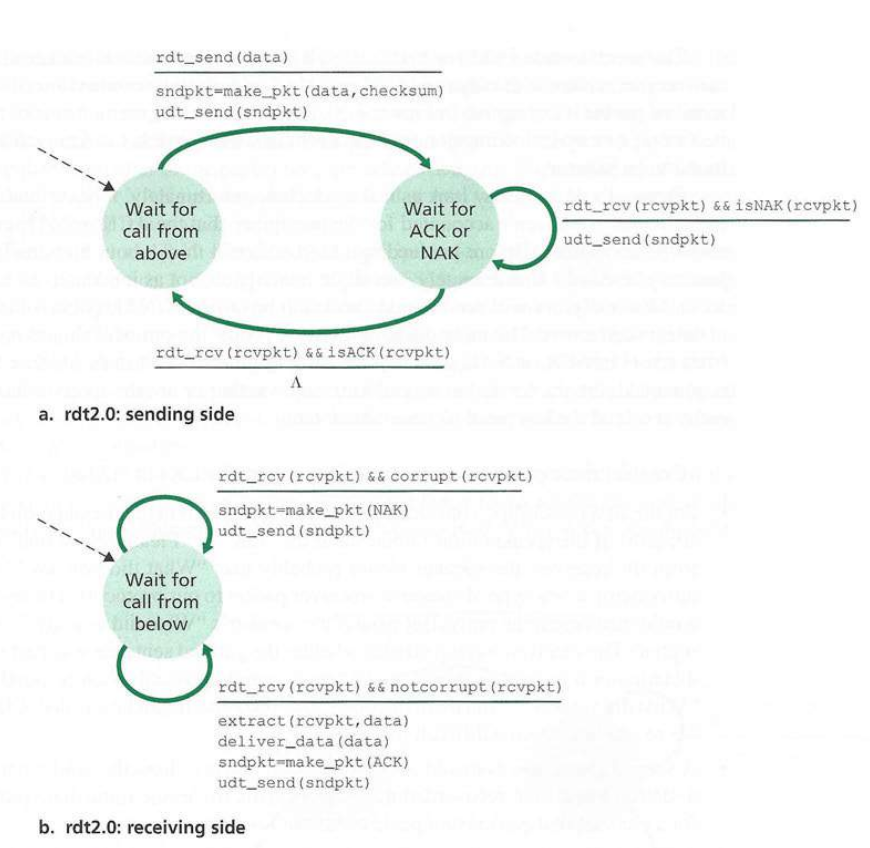 rdt_send(data)
sndpkt=make_pkt(data,checksum)
udt_send(sndpkt)
Wait for
call from
above
Wait for
ACK or
NAK
rdt_rcv(rcvpkt)&&isNAK(rcvpkt)
udt_send(sndpkt)
rdt_rcv(rcvpkt)&&isACK(rcvpkt)
Λ
a. rdt2.0: sending side
rdt_rcv(rcvpkt)&&corrupt(rcvpkt)
sndpkt=make_pkt(NAK)
udt_send(sndpkt)
Wait for
call from
below
rdt_rcv(rcvpkt)&&notcorrupt(rcvpkt)
extract(rcvpkt,data)
deliver_data(data)
sndpkt=make_pkt(ACK)
udt_send(sndpkt)
b. rdt2.0: receiving side